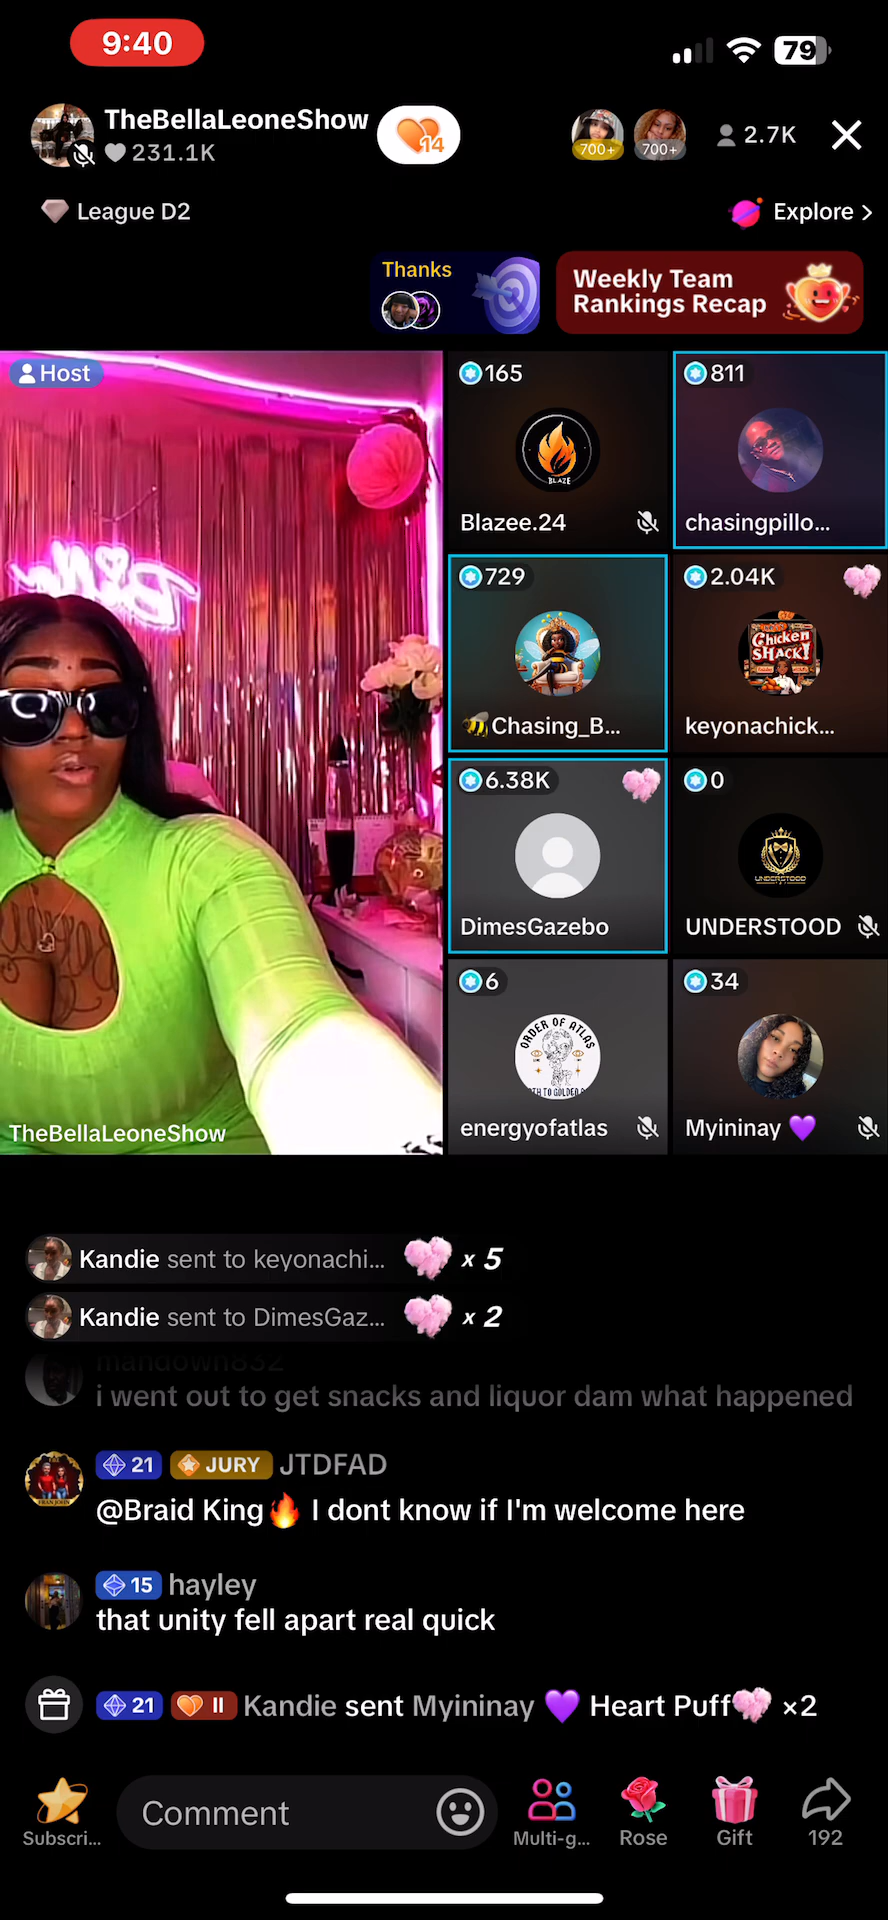 9:40
79
TheBellaLeoneShow
231.1K
14
700+
700+
2.7K
League D2
Explore >
Thanks
Weekly Team
Rankings Recap
Host
TheBellaLeoneShow
165
BLAZE
Blazee.24
811
chasingpillo...
729
🐝Chasing_B...
2.04K
Chicken
SHACK!
keyonachick...
6.38K
DimesGazebo
0
UNDERSTOOD
UNDERSTOOD
6
ORDER OF ATLAS
energyofatlas
34
Myininay 💜
Kandie sent to keyonachi... x 5
Kandie sent to DimesGaz... x 2
mandown832
i went out to get snacks and liquor dam what happened
21 JURY JTDFAD
@Braid King🔥 I dont know if I'm welcome here
15 hayley
that unity fell apart real quick
21 II Kandie sent Myininay 💜 Heart Puff ×2
Subscri...
Comment
Multi-g...
Rose
Gift
192